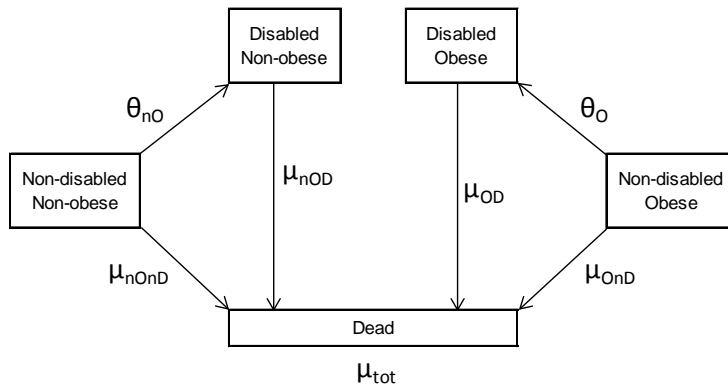 Disabled
Non-obese
Disabled
Obese
θnO
θO
Non-disabled
Non-obese
μnOD
μOD
Non-disabled
Obese
μnOnD
μOnD
Dead
μtot